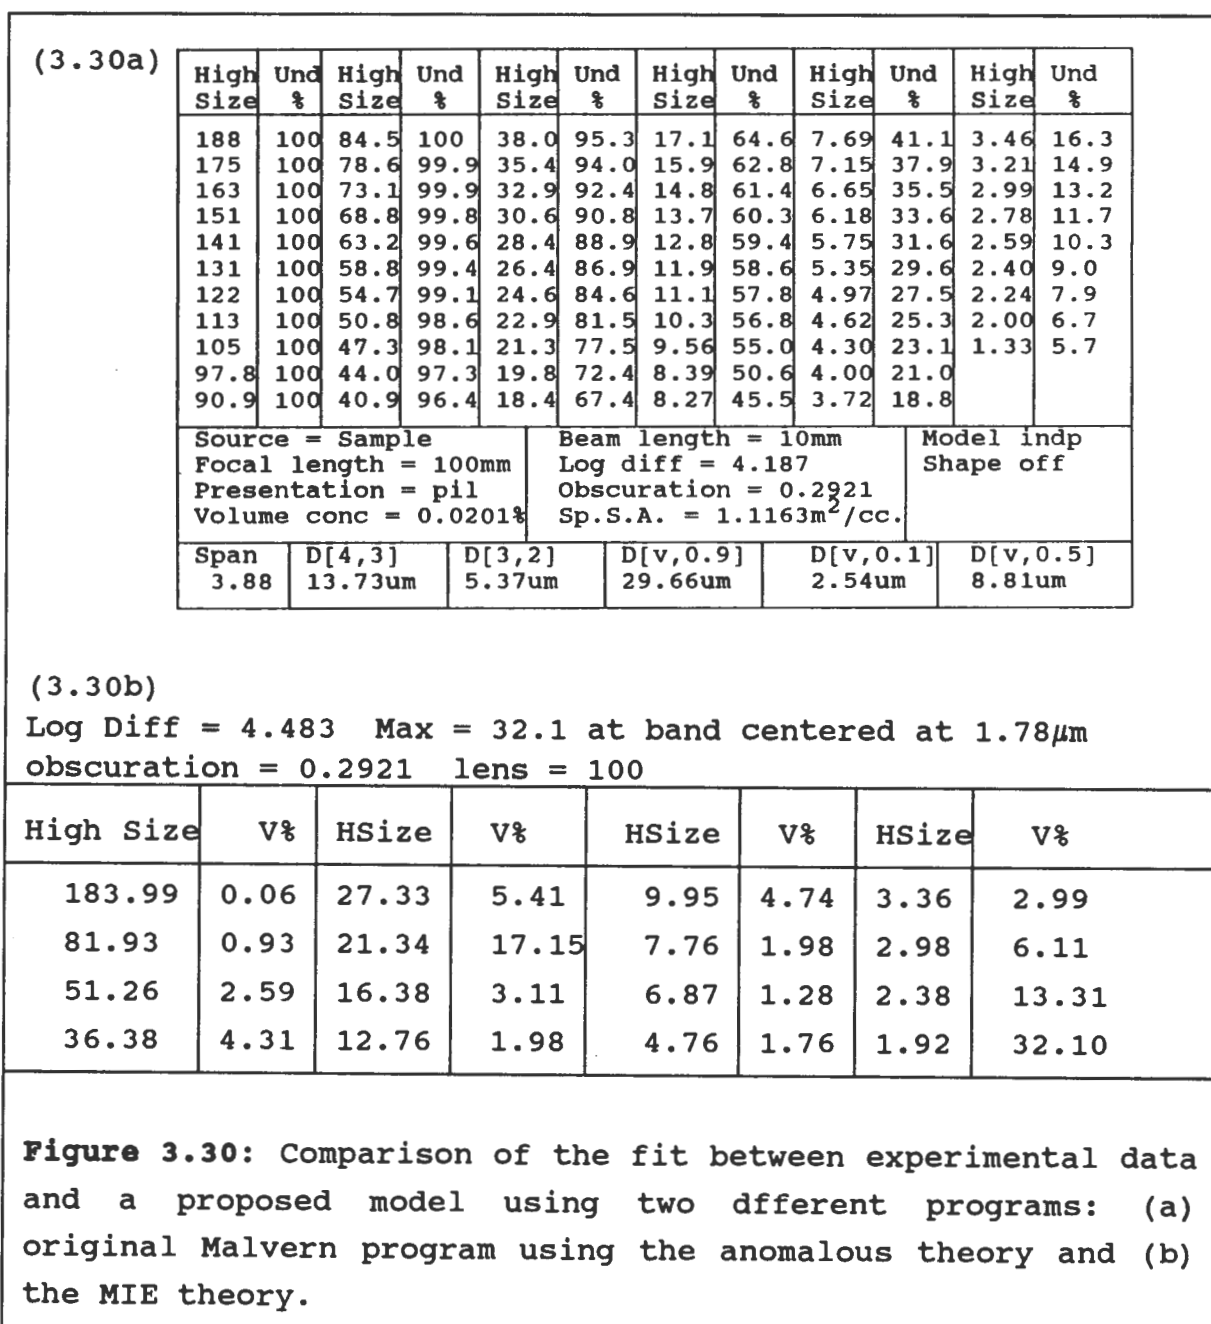 (3.30a)
High Und High Und High Und High Und High Und High Und
Size % Size % Size % Size % Size % Size %
188 100 84.5 100 38.0 95.3 17.1 64.6 7.69 41.1 3.46 16.3
175 100 78.6 99.9 35.4 94.0 15.9 62.8 7.15 37.9 3.21 14.9
163 100 73.1 99.9 32.9 92.4 14.8 61.4 6.65 35.5 2.99 13.2
151 100 68.8 99.8 30.6 90.8 13.7 60.3 6.18 33.6 2.78 11.7
141 100 63.2 99.6 28.4 88.9 12.8 59.4 5.75 31.6 2.59 10.3
131 100 58.8 99.4 26.4 86.9 11.9 58.6 5.35 29.6 2.40 9.0
122 100 54.7 99.1 24.6 84.6 11.1 57.8 4.97 27.5 2.24 7.9
113 100 50.8 98.6 22.9 81.5 10.3 56.8 4.62 25.3 2.00 6.7
105 100 47.3 98.1 21.3 77.5 9.56 55.0 4.30 23.1 1.33 5.7
97.8 100 44.0 97.3 19.8 72.4 8.39 50.6 4.00 21.0
90.9 100 40.9 96.4 18.4 67.4 8.27 45.5 3.72 18.8
Source = Sample Beam length = 10mm Model indp
Focal length = 100mm Log diff = 4.187 Shape off
Presentation = pil Obscuration = 0.2921
Volume conc = 0.0201% Sp.S.A. = 1.1163m²/cc.
Span D[4,3] D[3,2] D[v,0.9] D[v,0.1] D[v,0.5]
3.88 13.73um 5.37um 29.66um 2.54um 8.81um
(3.30b)
Log Diff = 4.483 Max = 32.1 at band centered at 1.78µm
obscuration = 0.2921 lens = 100
High Size V% HSize V% HSize V% HSize V%
183.99 0.06 27.33 5.41 9.95 4.74 3.36 2.99
81.93 0.93 21.34 17.15 7.76 1.98 2.98 6.11
51.26 2.59 16.38 3.11 6.87 1.28 2.38 13.31
36.38 4.31 12.76 1.98 4.76 1.76 1.92 32.10
Figure 3.30: Comparison of the fit between experimental data
and a proposed model using two dfferent programs: (a)
original Malvern program using the anomalous theory and (b)
the MIE theory.